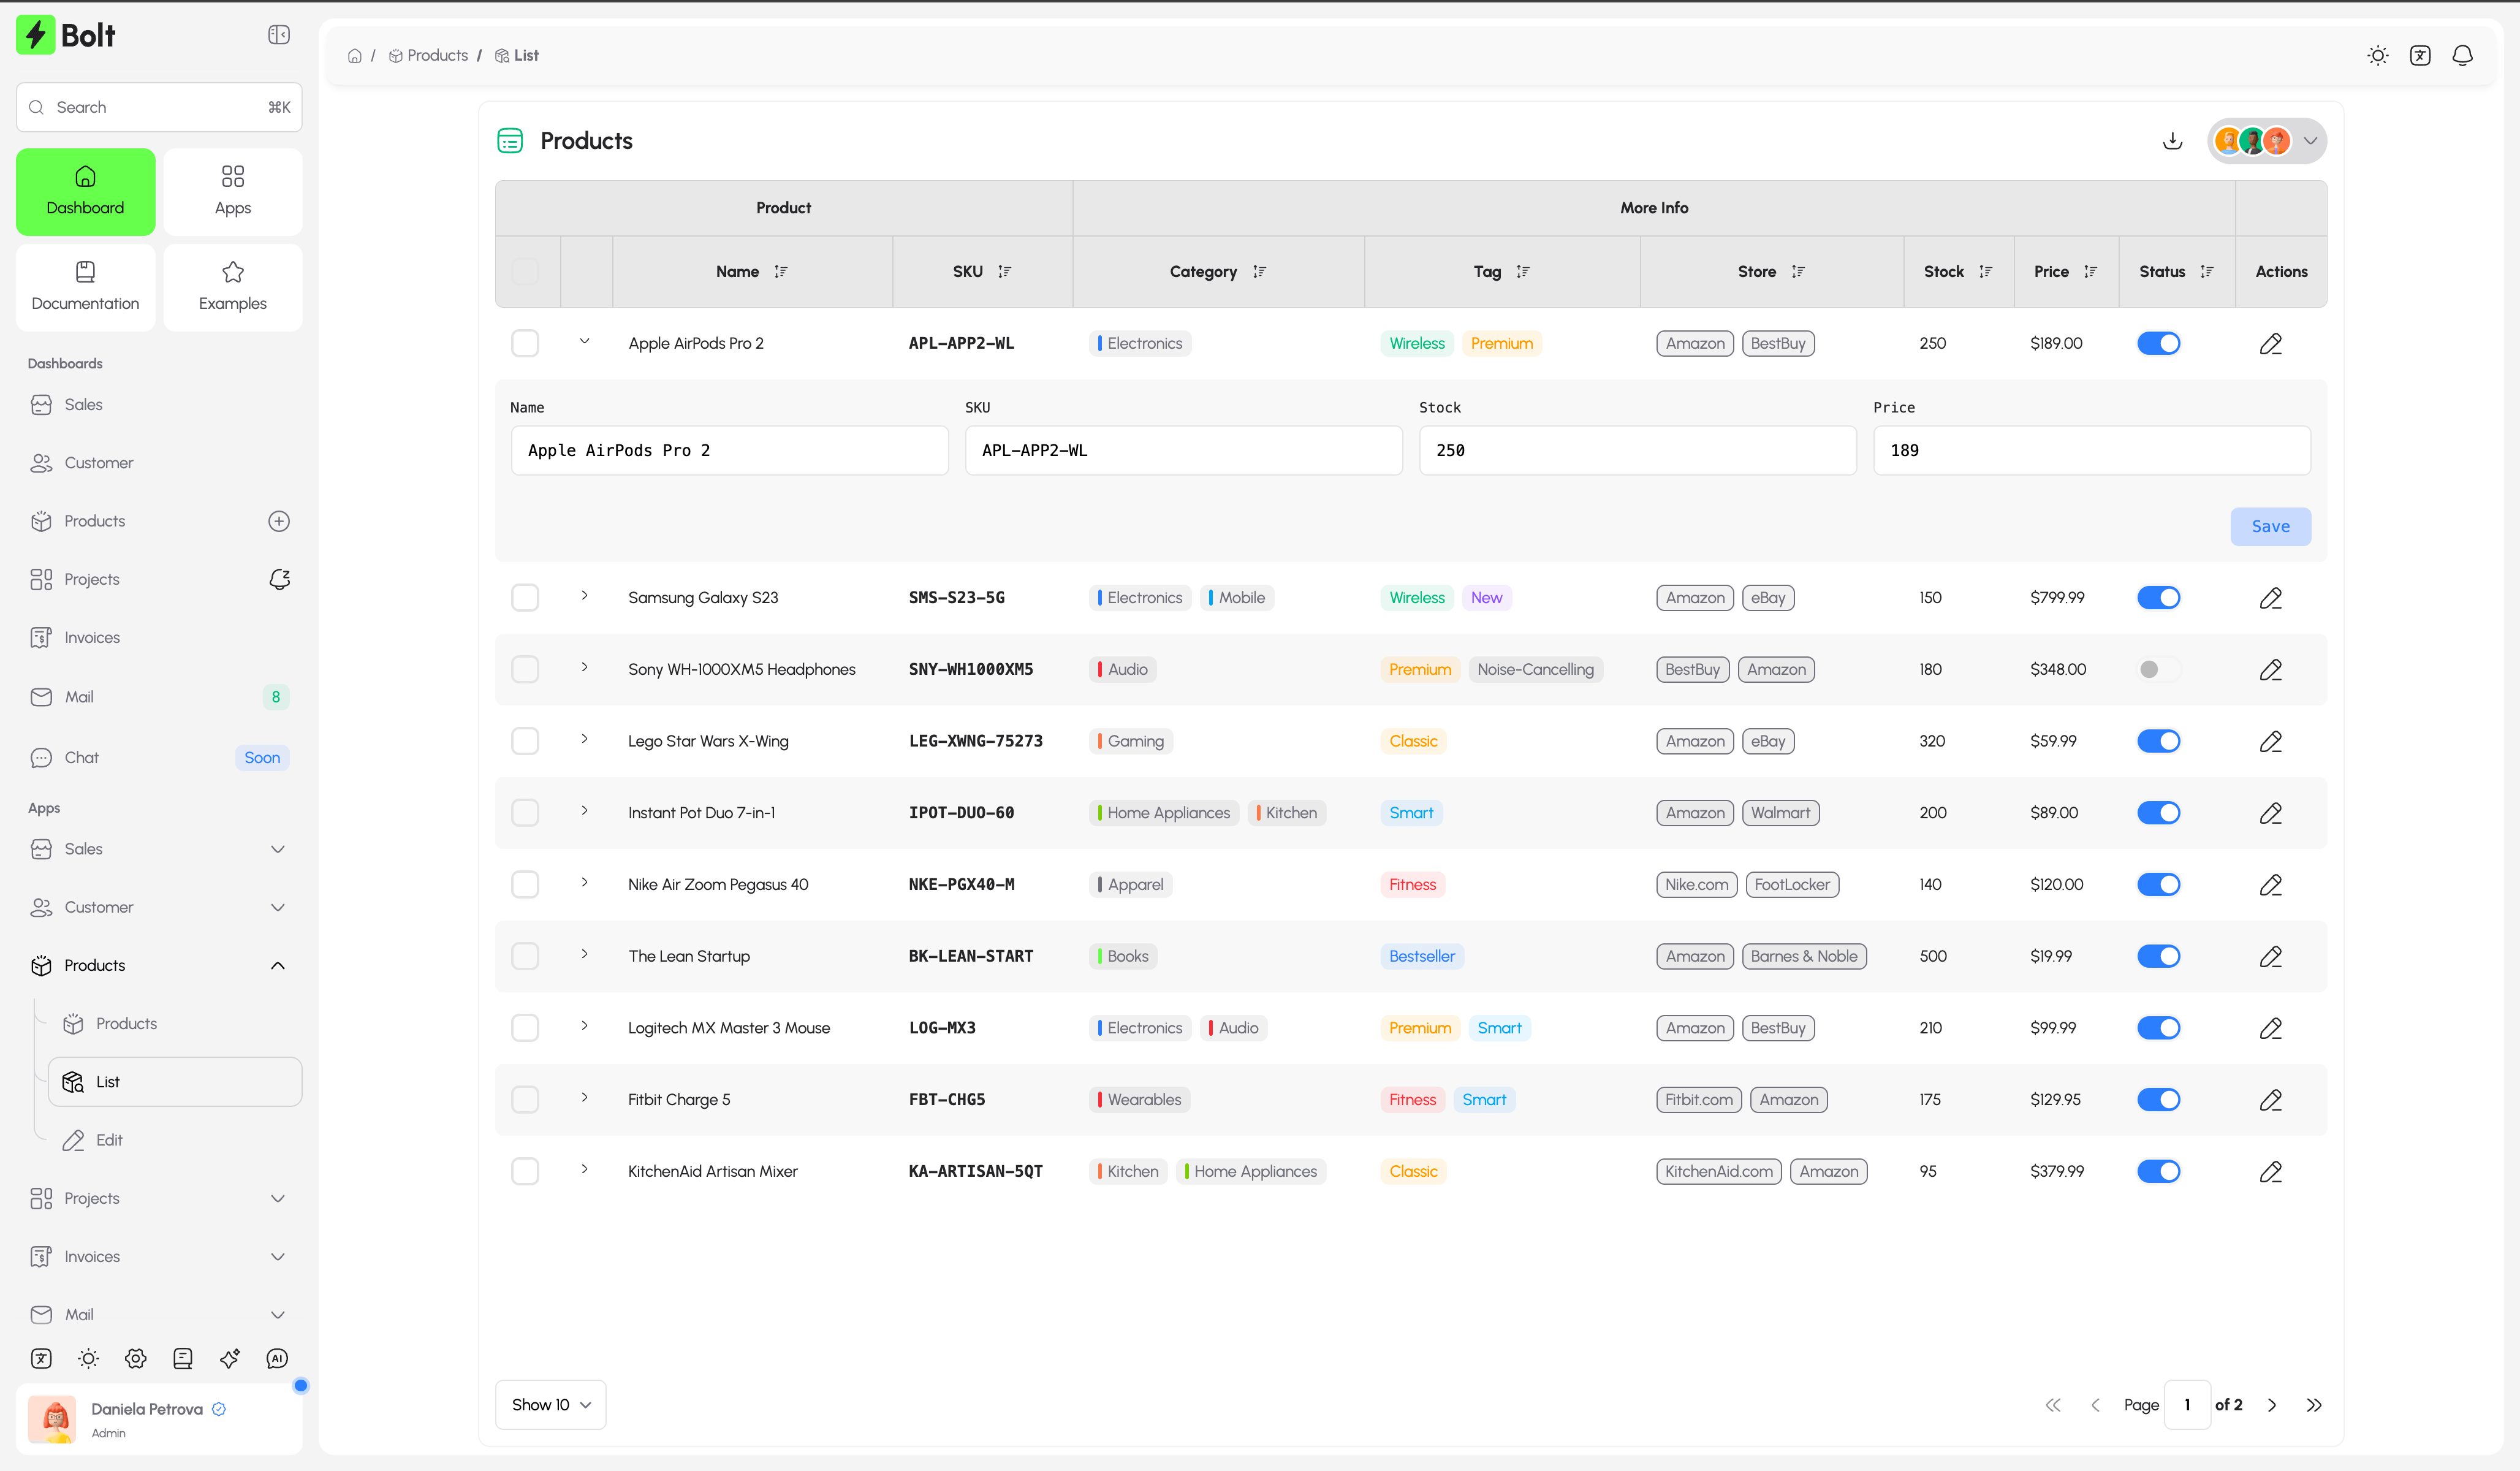 Bolt
Search ⌘K
Dashboard Apps
Documentation Examples
Dashboards
Sales
Customer
Products
Projects
Invoices
Mail 8
Chat Soon
Apps
Sales
Customer
Products
Products
List
Edit
Projects
Invoices
Mail
Daniela Petrova
Admin
/ Products / List
Products
Product More Info
Name SKU Category Tag Store Stock Price Status Actions
Apple AirPods Pro 2 APL-APP2-WL Electronics Wireless Premium Amazon BestBuy 250 $189.00
Name SKU Stock Price
Apple AirPods Pro 2 APL-APP2-WL 250 189
Save
Samsung Galaxy S23 SMS-S23-5G Electronics Mobile Wireless New Amazon eBay 150 $799.99
Sony WH-1000XM5 Headphones SNY-WH1000XM5 Audio Premium Noise-Cancelling BestBuy Amazon 180 $348.00
Lego Star Wars X-Wing LEG-XWNG-75273 Gaming Classic Amazon eBay 320 $59.99
Instant Pot Duo 7-in-1 IPOT-DUO-60 Home Appliances Kitchen Smart Amazon Walmart 200 $89.00
Nike Air Zoom Pegasus 40 NKE-PGX40-M Apparel Fitness Nike.com FootLocker 140 $120.00
The Lean Startup BK-LEAN-START Books Bestseller Amazon Barnes & Noble 500 $19.99
Logitech MX Master 3 Mouse LOG-MX3 Electronics Audio Premium Smart Amazon BestBuy 210 $99.99
Fitbit Charge 5 FBT-CHG5 Wearables Fitness Smart Fitbit.com Amazon 175 $129.95
KitchenAid Artisan Mixer KA-ARTISAN-5QT Kitchen Home Appliances Classic KitchenAid.com Amazon 95 $379.99
Show 10 Page 1 of 2